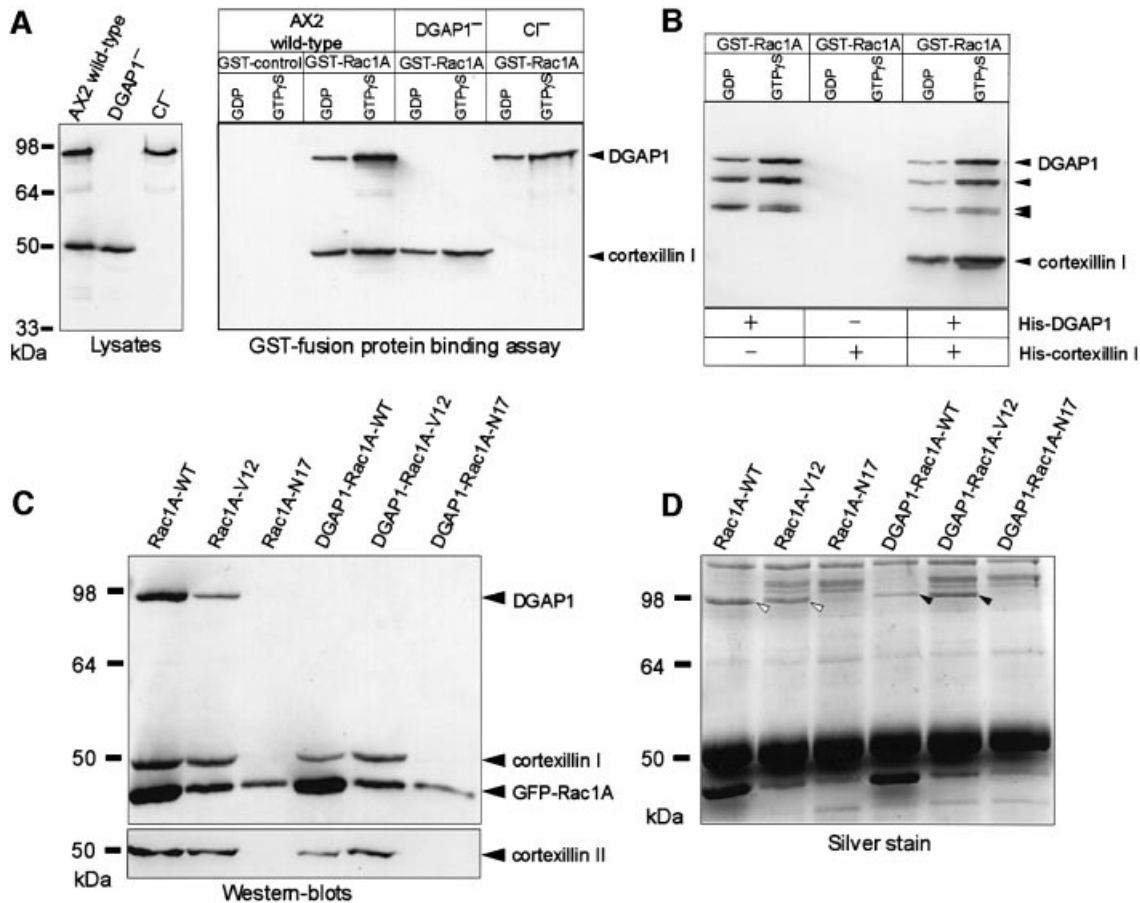 A
AX2 wild-type
DGAP1⁻
CI⁻
98
64
50
33
kDa
Lysates
AX2
wild-type
DGAP1⁻
CI⁻
GST-control
GST-Rac1A
GST-Rac1A
GST-Rac1A
GDP
GTPγS
GDP
GTPγS
GDP
GTPγS
GDP
GTPγS
DGAP1
cortexillin I
GST-fusion protein binding assay
B
GST-Rac1A
GST-Rac1A
GST-Rac1A
GDP
GTPγS
GDP
GTPγS
GDP
GTPγS
DGAP1
cortexillin I
+ − + His-DGAP1
− + + His-cortexillin I
C
Rac1A-WT
Rac1A-V12
Rac1A-N17
DGAP1-Rac1A-WT
DGAP1-Rac1A-V12
DGAP1-Rac1A-N17
98
64
50
DGAP1
cortexillin I
GFP-Rac1A
50
kDa
cortexillin II
Western-blots
D
Rac1A-WT
Rac1A-V12
Rac1A-N17
DGAP1-Rac1A-WT
DGAP1-Rac1A-V12
DGAP1-Rac1A-N17
98
64
50
kDa
Silver stain